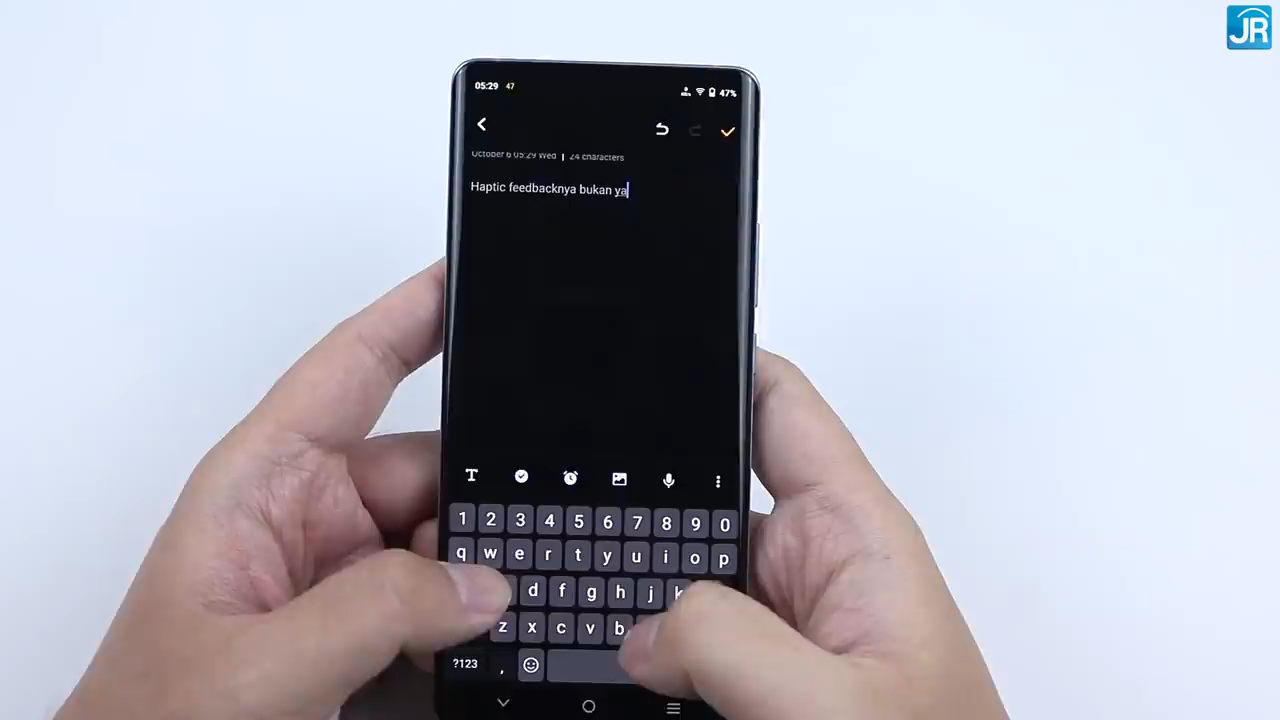 JR
05:29 47 47%
October 6 05:29 Wed | 24 characters
Haptic feedbacknya bukan ya
1 2 3 4 5 6 7 8 9 0
q w e r t y u i o p
d f g h j k
z x c v b
?123 ,